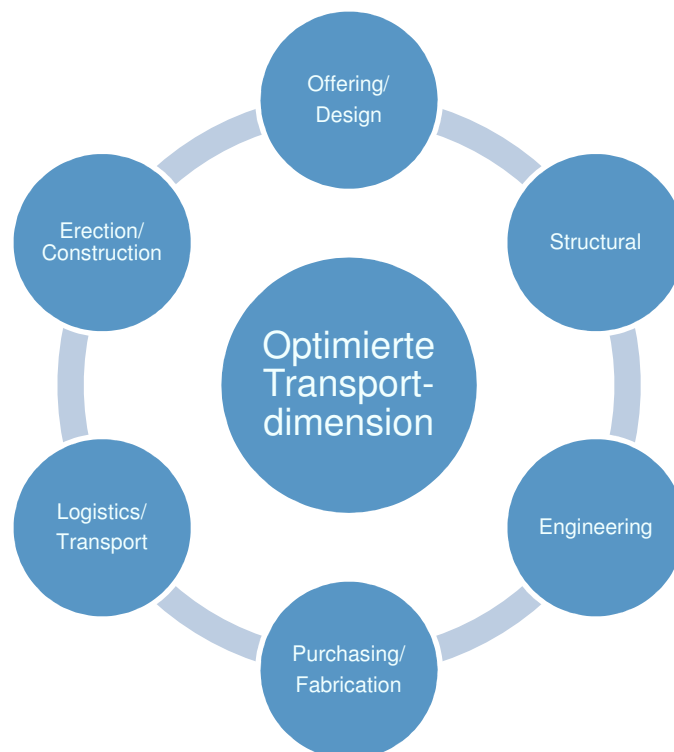 Offering/
Design
Structural
Engineering
Purchasing/
Fabrication
Logistics/
Transport
Erection/
Construction
Optimierte
Transport-
dimension